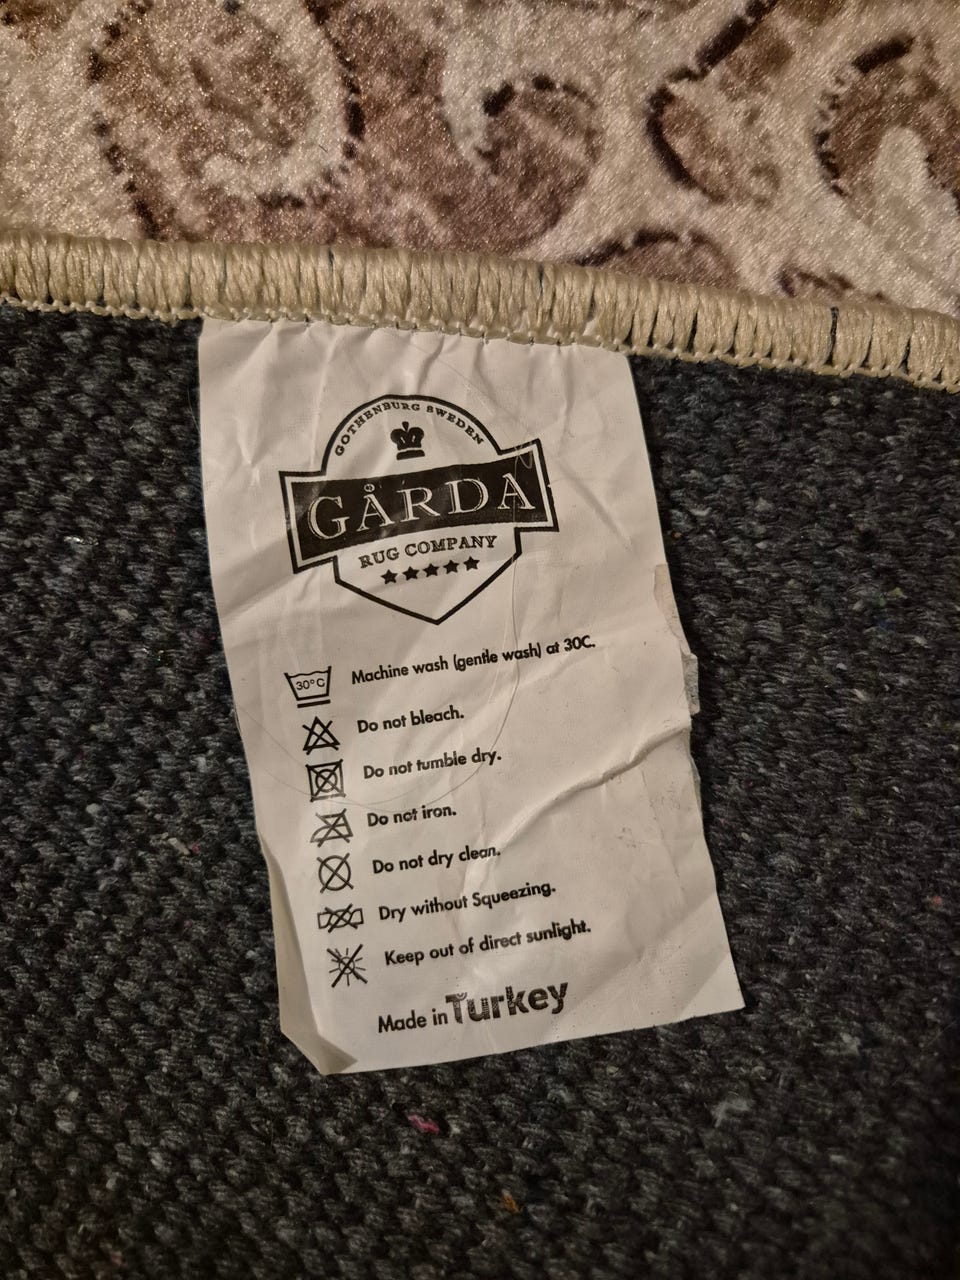 GOTHENBURG SWEDEN
GÅRDA
RUG COMPANY
30°C Machine wash (gentle wash) at 30C.
Do not bleach.
Do not tumble dry.
Do not iron.
Do not dry clean.
Dry without Squeezing.
Keep out of direct sunlight.
Made in Turkey